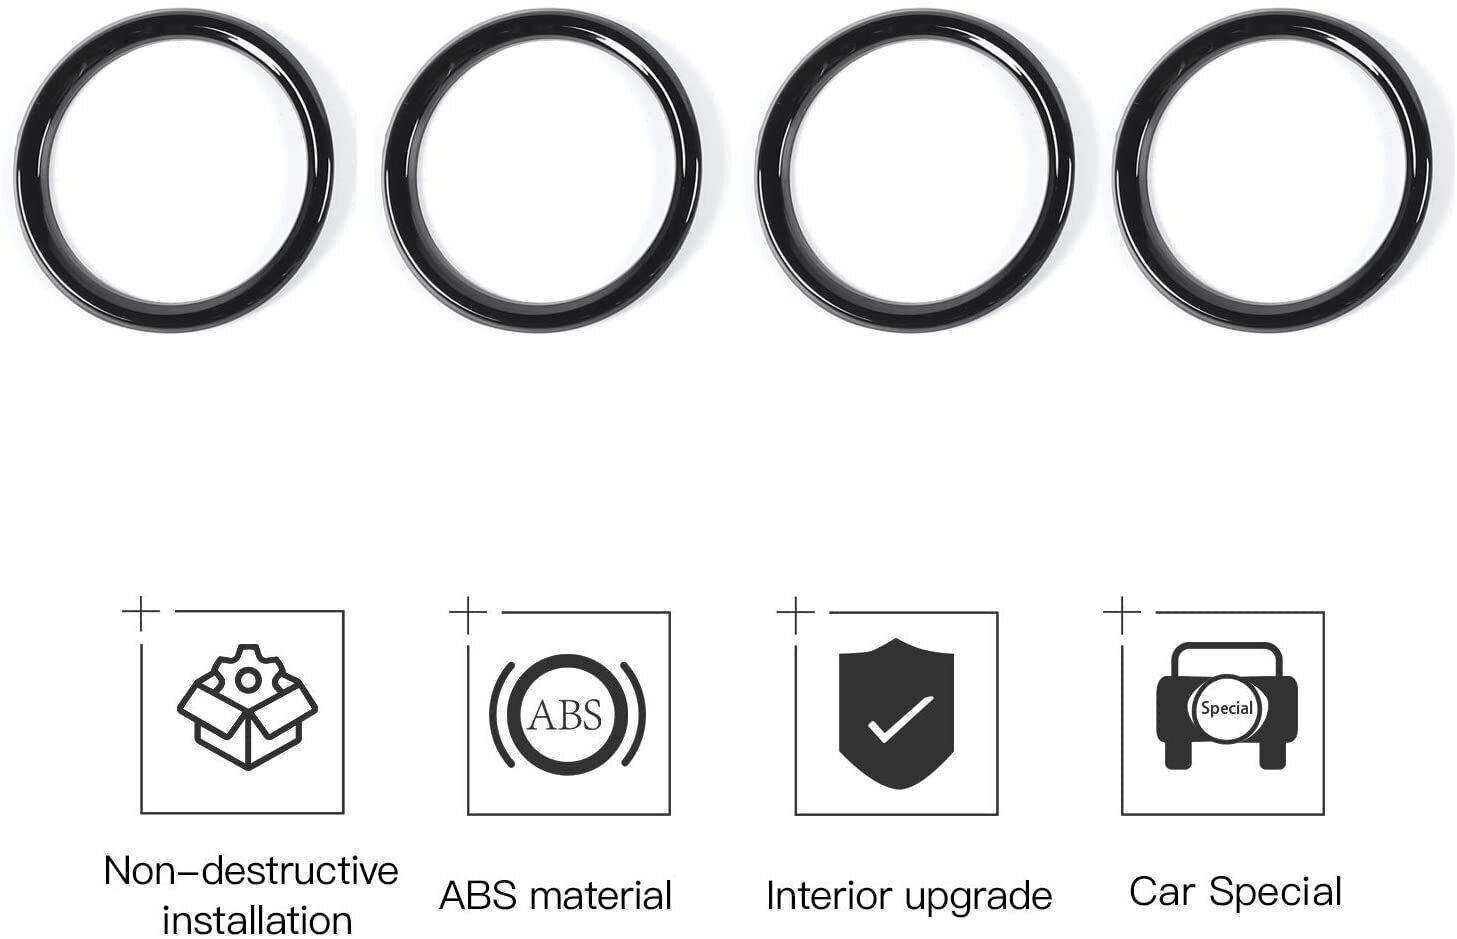 ABS
Special
Non-destructive
installation
ABS material
Interior upgrade
Car Special